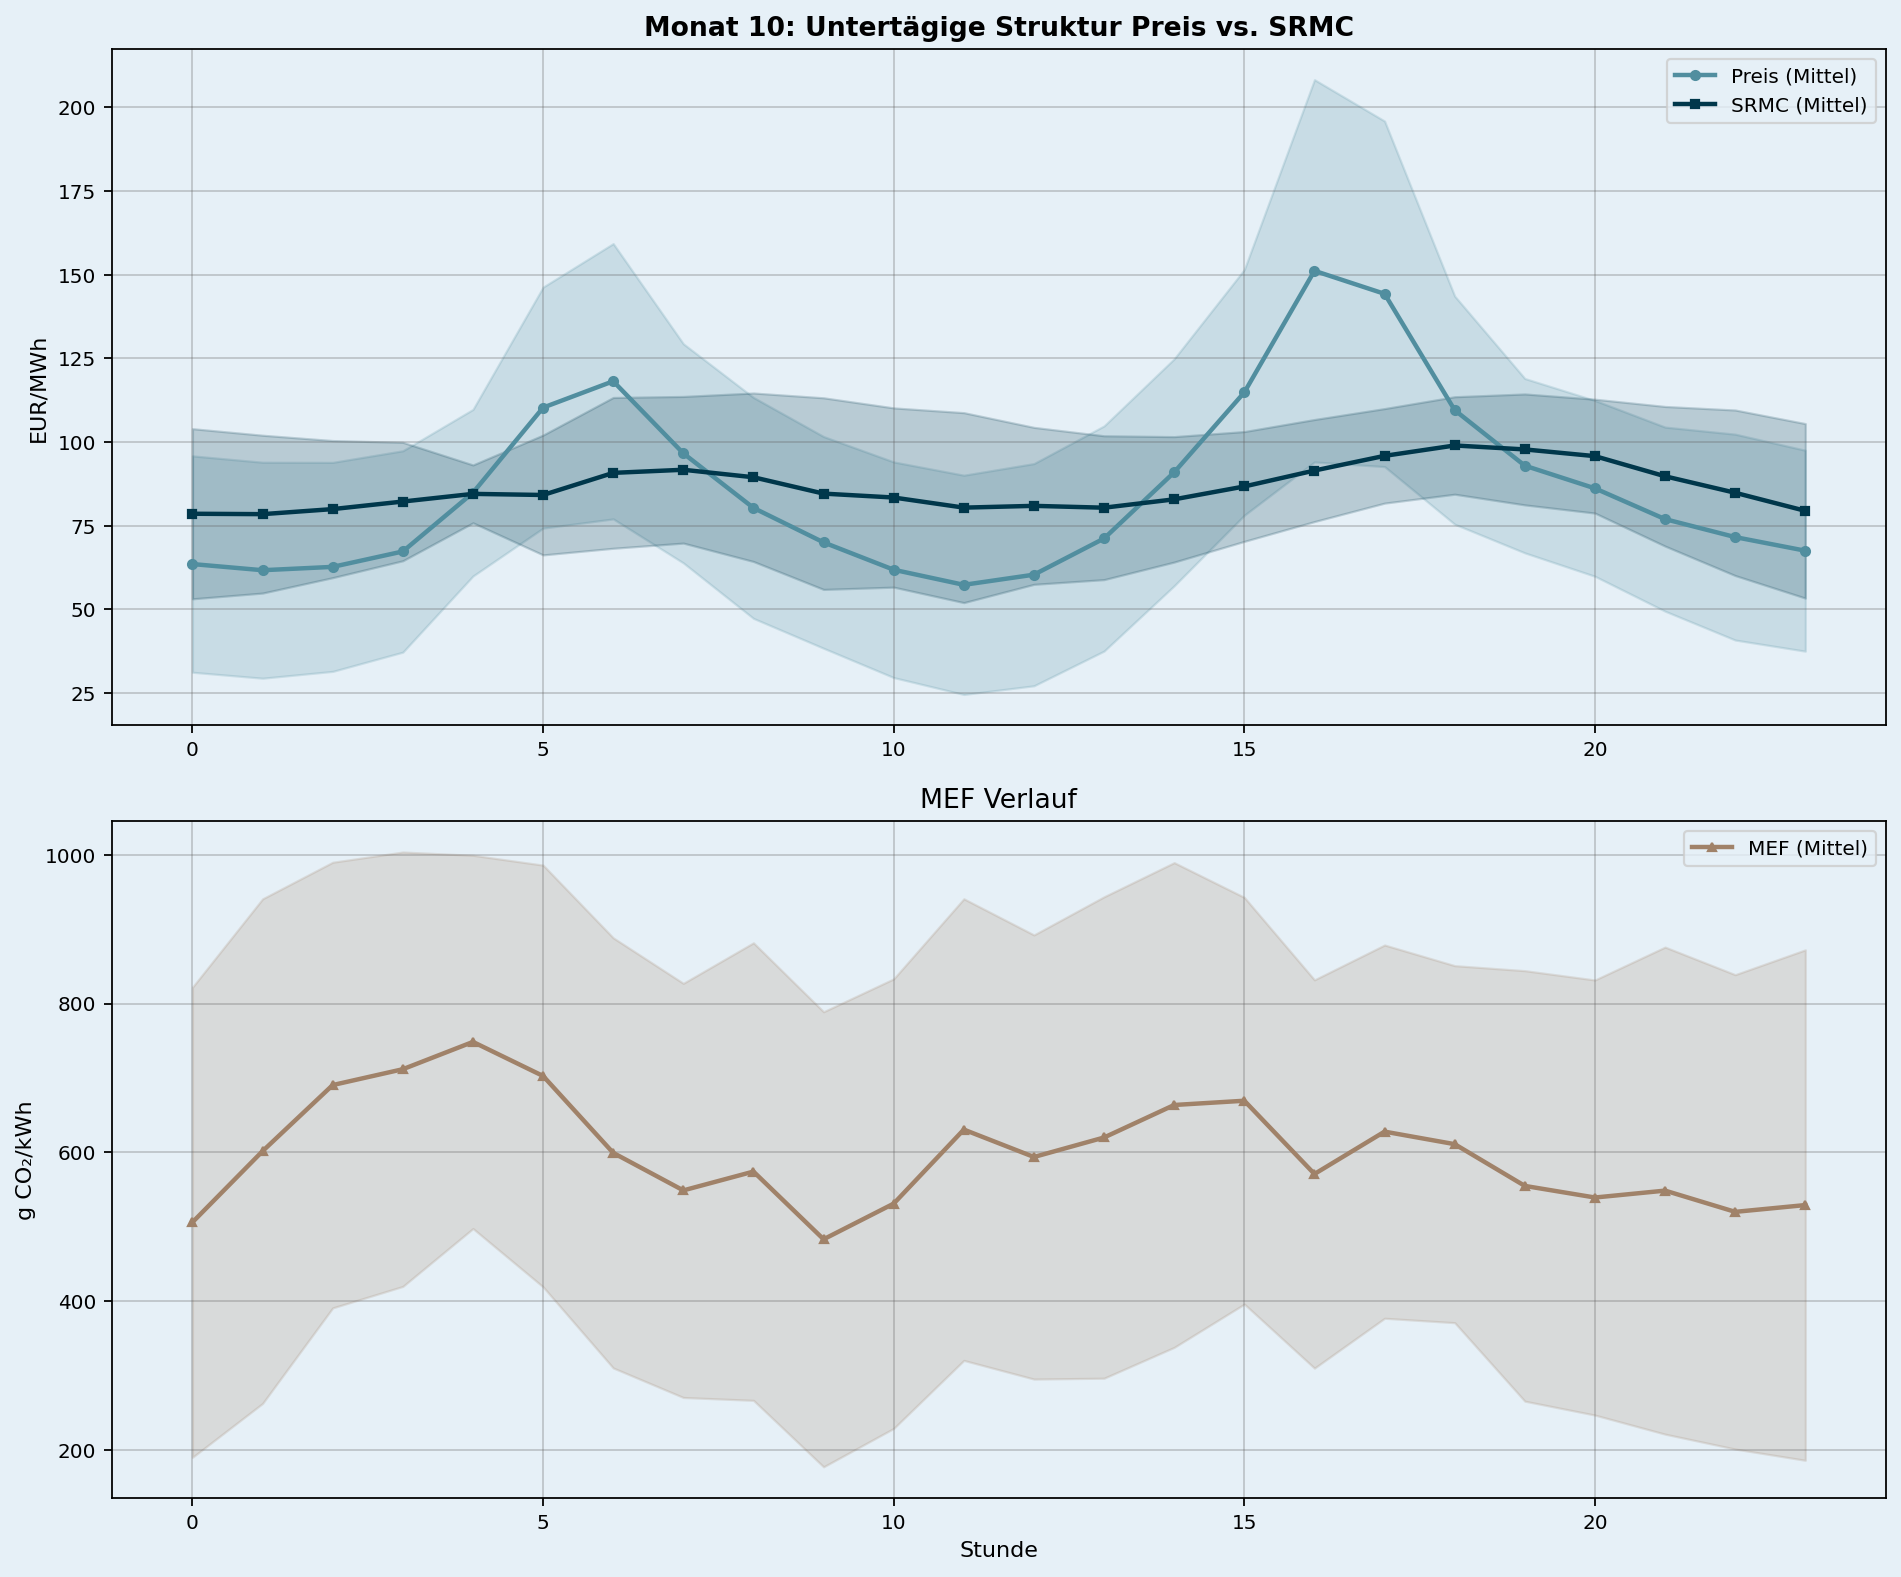 Monat 10: Untertägige Struktur Preis vs. SRMC
Preis (Mittel)
SRMC (Mittel)
EUR/MWh
200
175
150
125
100
75
50
25
0 5 10 15 20
MEF Verlauf
MEF (Mittel)
g CO₂/kWh
1000
800
600
400
200
0 5 10 15 20
Stunde